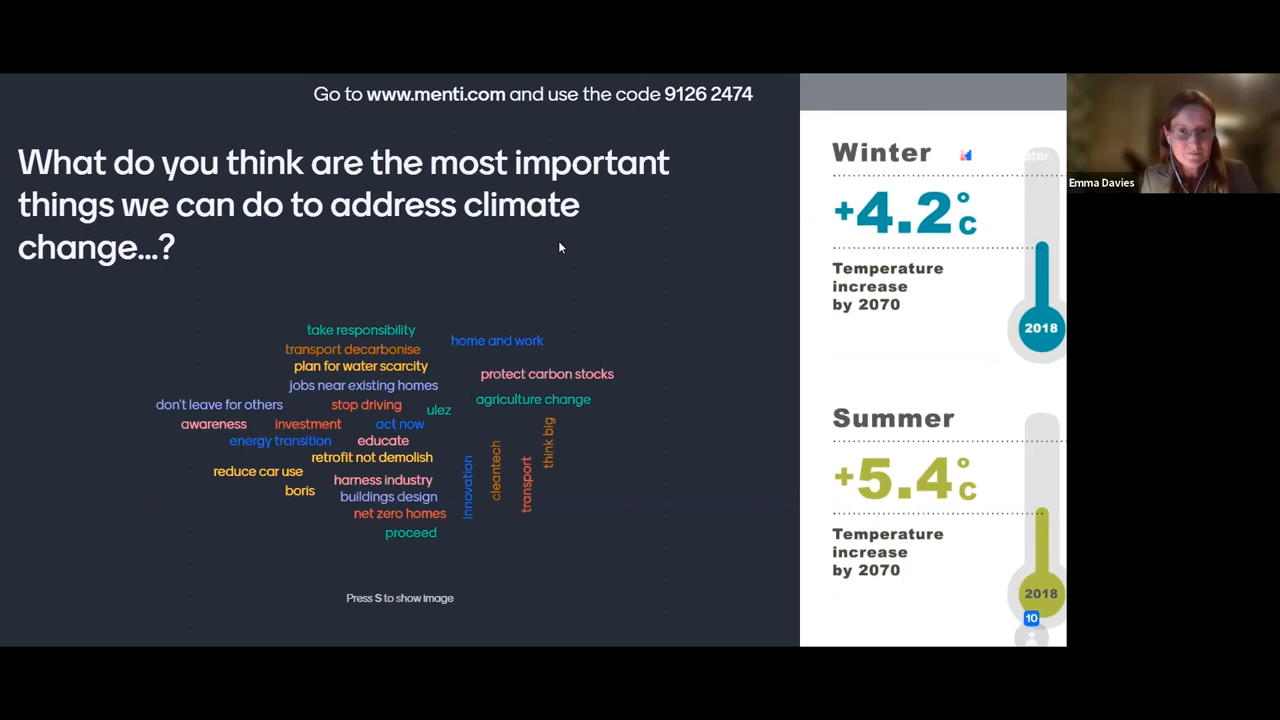 Go to www.menti.com and use the code 9126 2474
What do you think are the most important
things we can do to address climate
change...?
take responsibility
home and work
transport decarbonise
plan for water scarcity
protect carbon stocks
jobs near existing homes
agriculture change
don't leave for others
stop driving
ulez
awareness
investment
act now
think big
energy transition
educate
retrofit not demolish
cleantech
reduce car use
harness industry
innovation
transport
boris
buildings design
net zero homes
proceed
Press S to show image
Winter
+4.2°C
Temperature
increase
by 2070
2018
Summer
+5.4°C
Temperature
increase
by 2070
2018
10
Emma Davies